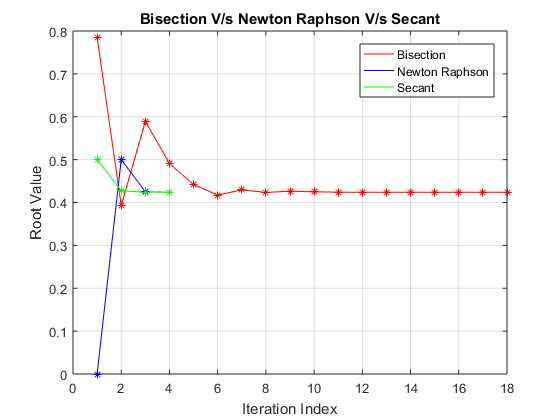 Bisection V/s Newton Raphson V/s Secant
Bisection
Newton Raphson
Secant
Root Value
0.8
0.7
0.6
0.5
0.4
0.3
0.2
0.1
0
0 2 4 6 8 10 12 14 16 18
Iteration Index